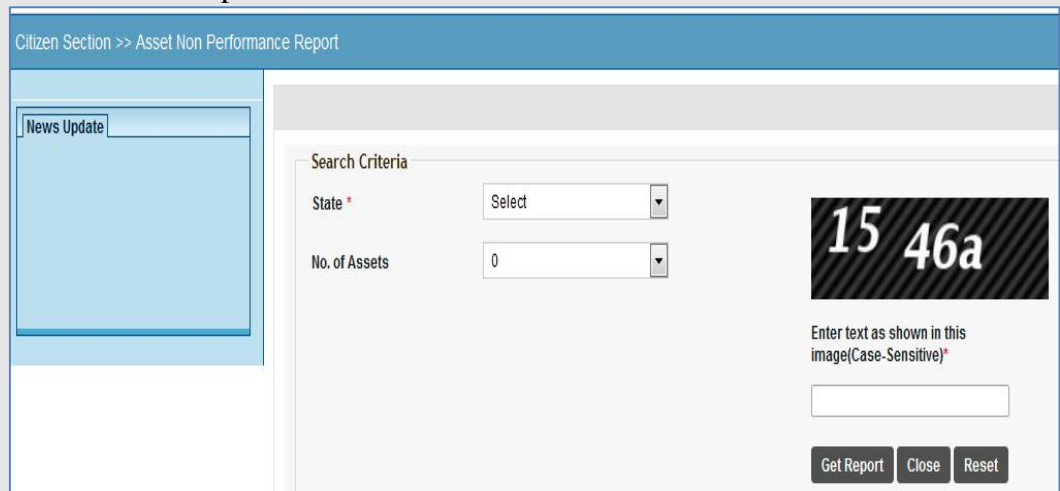 Citizen Section >> Asset Non Performance Report
News Update
Search Criteria
State * Select
No. of Assets 0
15 46a
Enter text as shown in this
image(Case-Sensitive)*
Get Report Close Reset